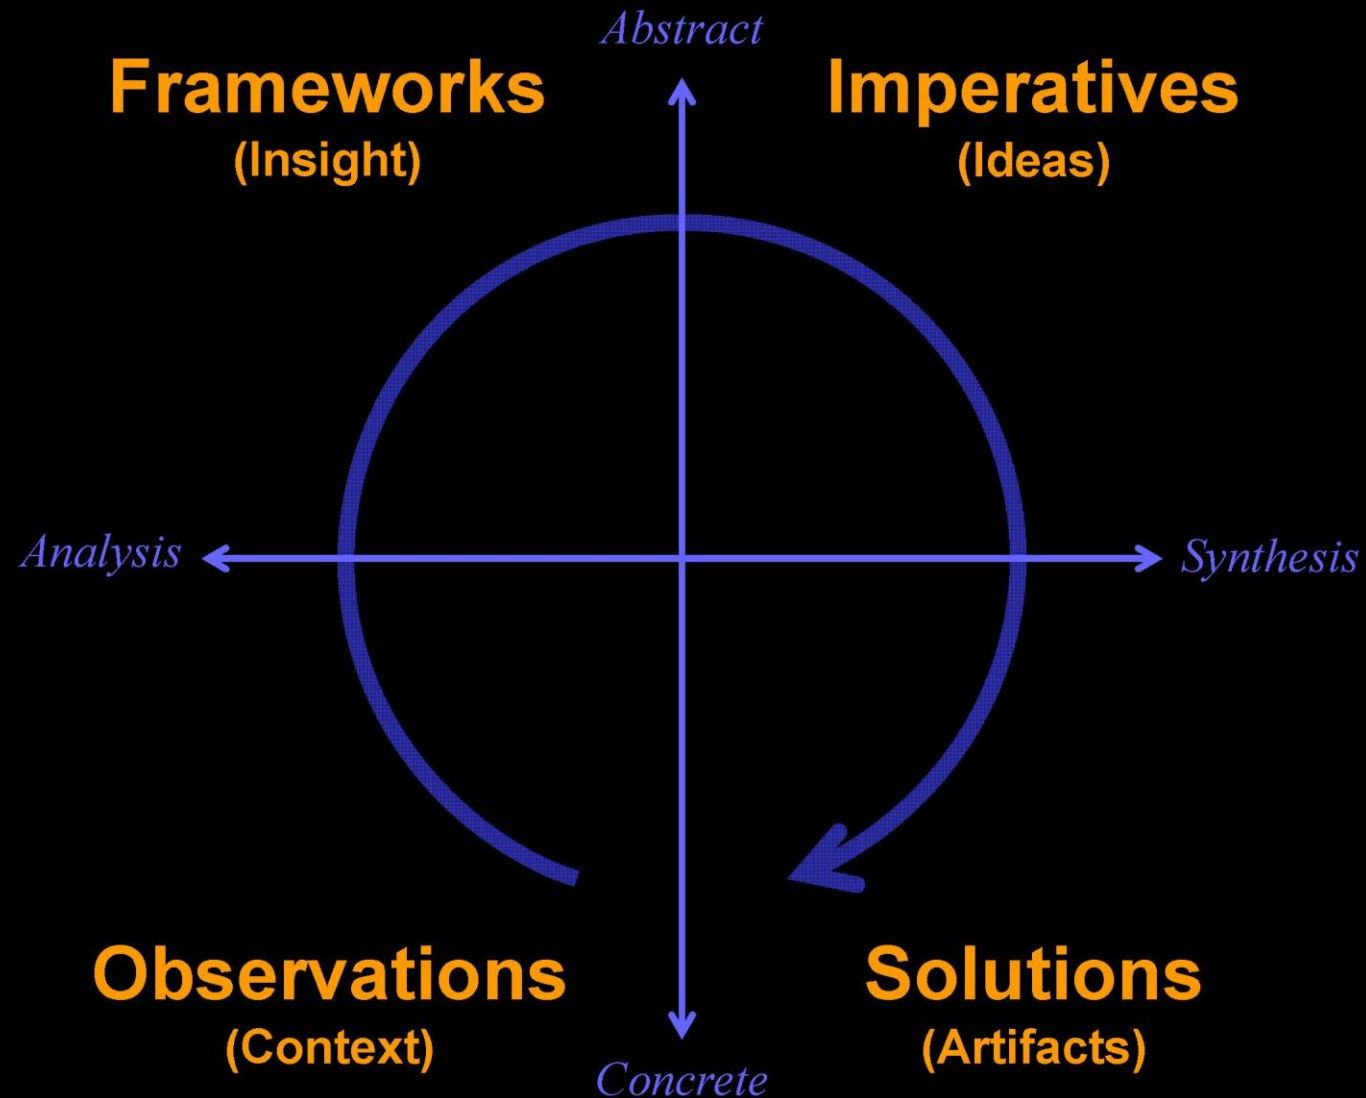 Abstract
Frameworks
(Insight)
Imperatives
(Ideas)
Analysis
Synthesis
Observations
(Context)
Solutions
(Artifacts)
Concrete